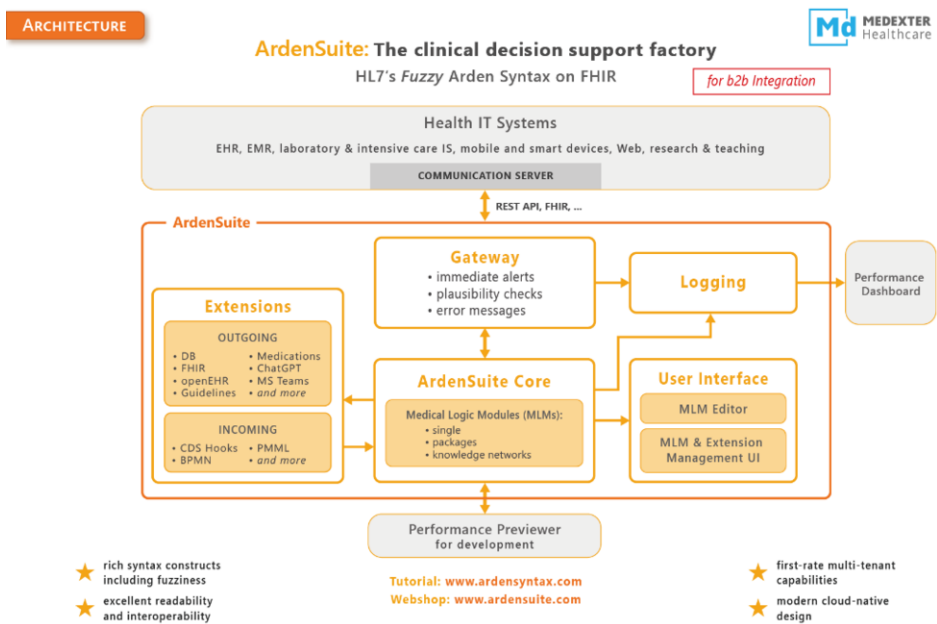 ARCHITECTURE
Md MEDEXTER
Healthcare
ArdenSuite: The clinical decision support factory
HL7's Fuzzy Arden Syntax on FHIR
for b2b Integration
Health IT Systems
EHR, EMR, laboratory & intensive care IS, mobile and smart devices, Web, research & teaching
COMMUNICATION SERVER
REST API, FHIR, ...
ArdenSuite
Gateway
• immediate alerts
• plausibility checks
• error messages
Logging
Performance
Dashboard
Extensions
OUTGOING
• DB
• FHIR
• openEHR
• Guidelines
• Medications
• ChatGPT
• MS Teams
• and more
INCOMING
• CDS Hooks
• BPMN
• PMML
• and more
ArdenSuite Core
Medical Logic Modules (MLMs):
• single
• packages
• knowledge networks
User Interface
MLM Editor
MLM & Extension
Management UI
Performance Previewer
for development
rich syntax constructs
including fuzziness
excellent readability
and interoperability
Tutorial: www.ardensyntax.com
Webshop: www.ardensuite.com
first-rate multi-tenant
capabilities
modern cloud-native
design